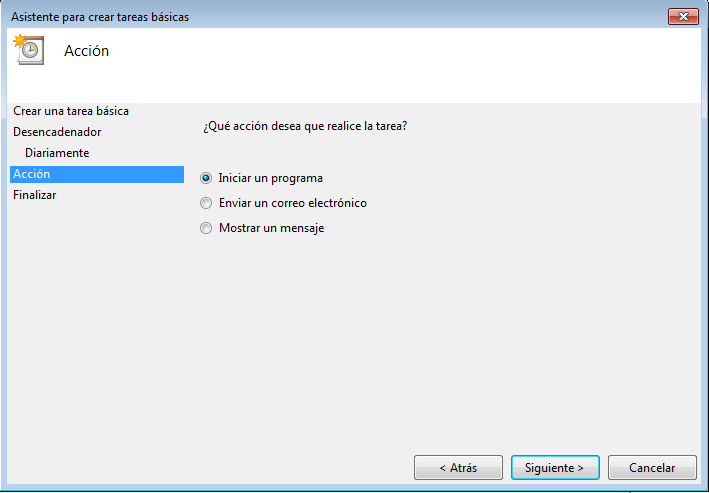 Asistente para crear tareas básicas
Acción
Crear una tarea básica
Desencadenador
Diariamente
Acción
Finalizar
¿Qué acción desea que realice la tarea?
Iniciar un programa
Enviar un correo electrónico
Mostrar un mensaje
< Atrás
Siguiente >
Cancelar